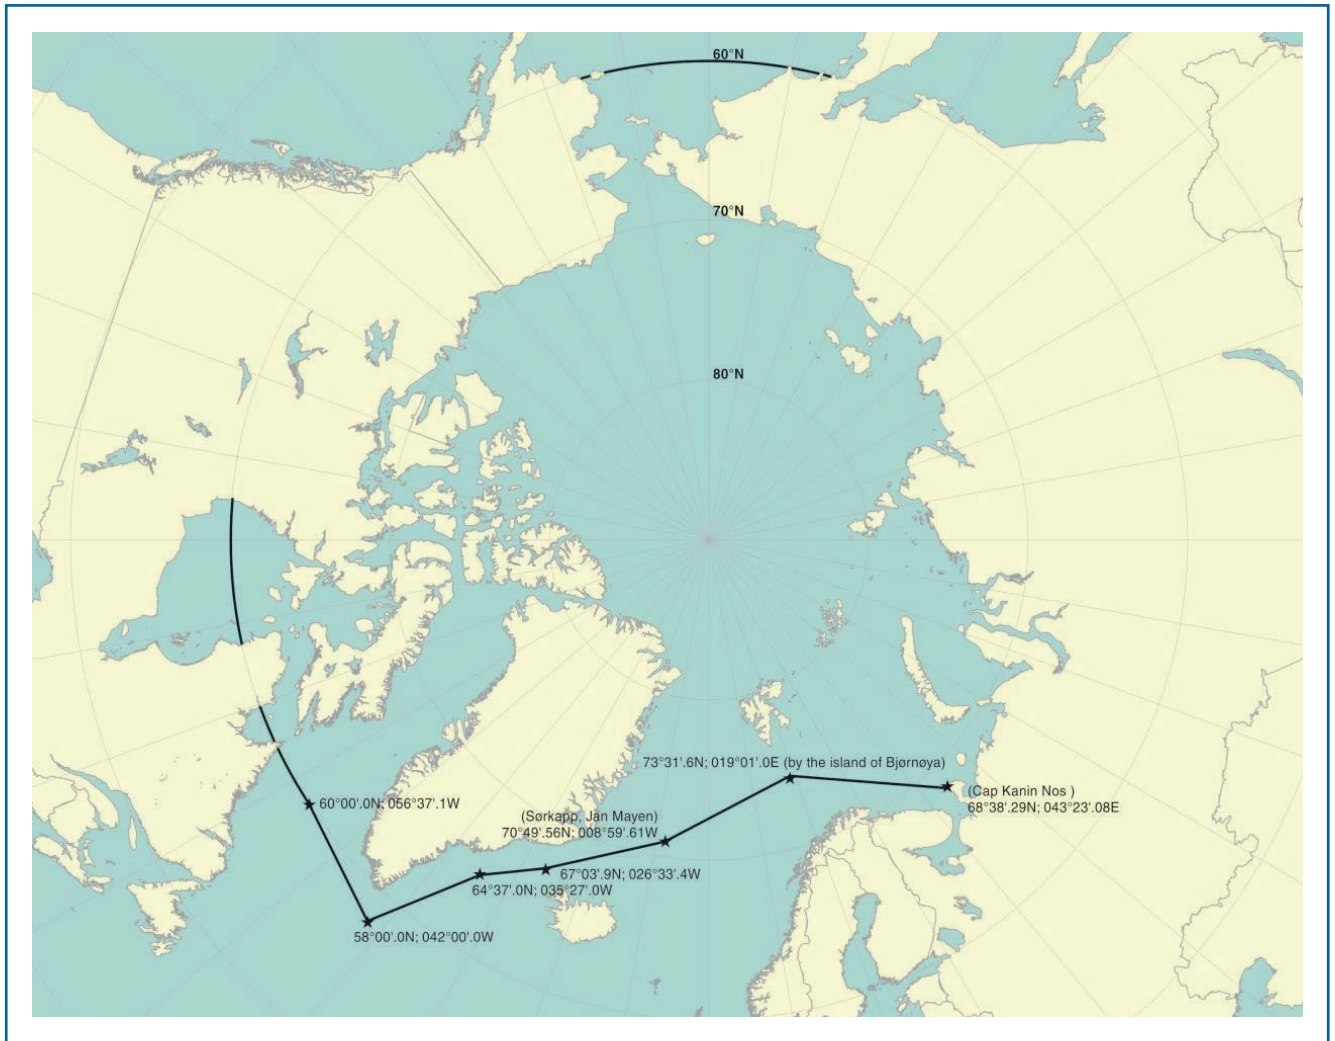 60°N
70°N
80°N
73°31'.6N; 019°01'.0E (by the island of Bjørnøya)
(Cap Kanin Nos )
68°38'.29N; 043°23'.08E
60°00'.0N; 056°37'.1W
(Sørkapp, Jan Mayen)
70°49'.56N; 008°59'.61W
67°03'.9N; 026°33'.4W
64°37'.0N; 035°27'.0W
58°00'.0N; 042°00'.0W